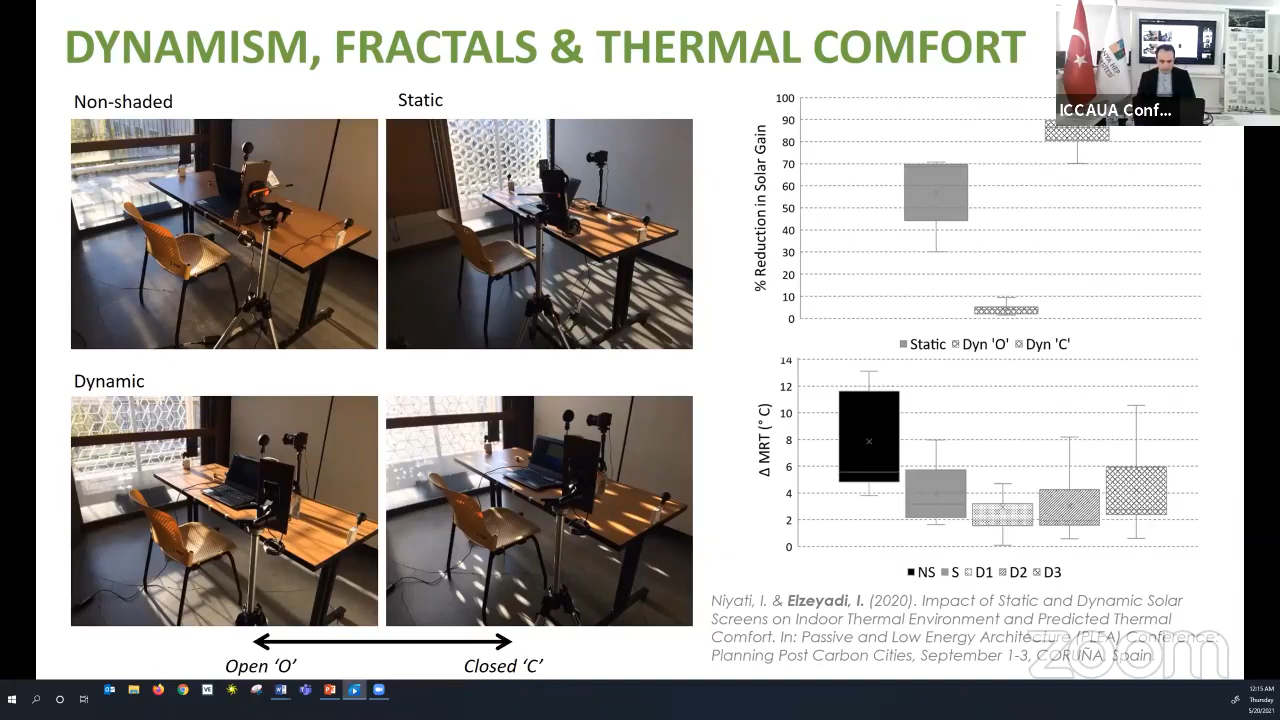 DYNAMISM, FRACTALS & THERMAL COMFORT
ICCAUA Conf...
Non-shaded
Static
Dynamic
Open ‘O’
Closed ‘C’
% Reduction in Solar Gain
100
90
80
70
60
50
40
30
20
10
0
Static Dyn 'O' Dyn 'C'
Δ MRT (° C)
14
12
10
8
6
4
2
0
NS S D1 D2 D3
Niyati, I. & Elzeyadi, I. (2020). Impact of Static and Dynamic Solar
Screens on Indoor Thermal Environment and Predicted Thermal
Comfort. In: Passive and Low Energy Architecture (PLEA) Conference,
Planning Post Carbon Cities, September 1-3, CORUÑA, Spain.
zoom
12:15 AM
Thursday
5/20/2021